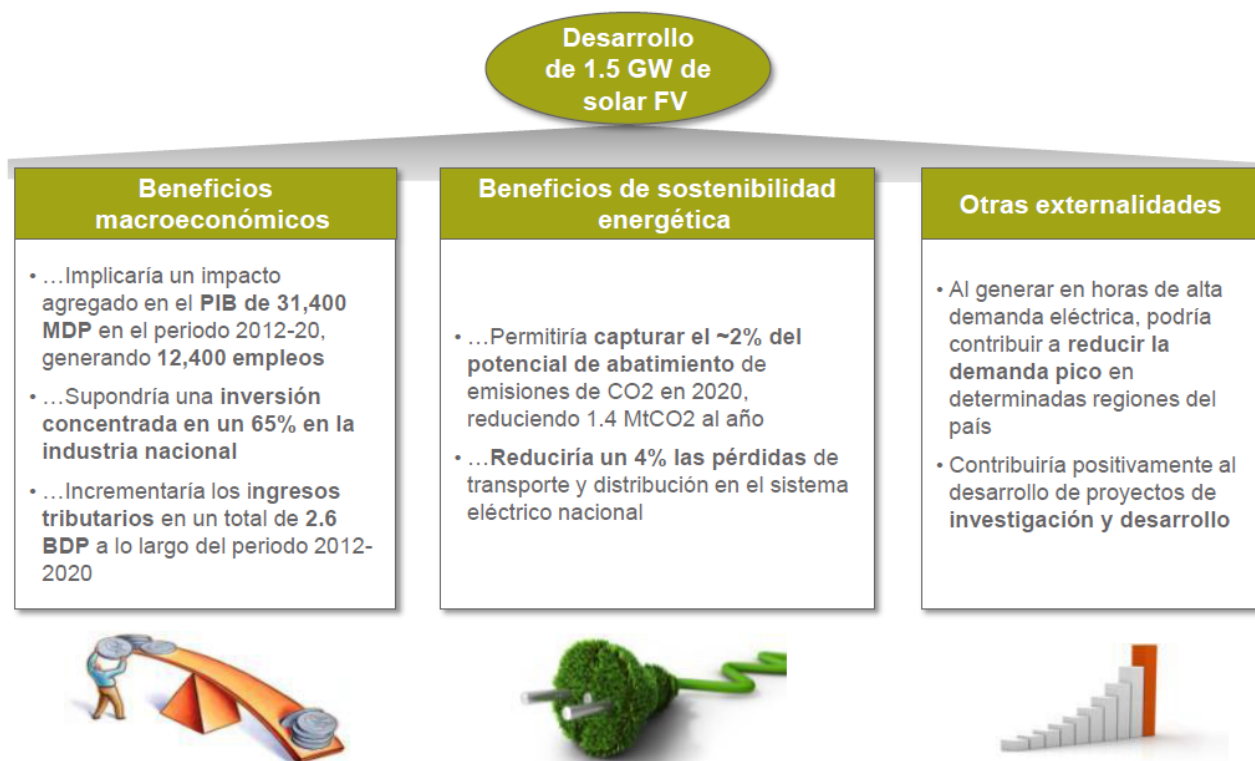 Desarrollo
de 1.5 GW de
solar FV
Beneficios
macroeconómicos
• …Implicaría un impacto
agregado en el PIB de 31,400
MDP en el periodo 2012-20,
generando 12,400 empleos
• …Supondría una inversión
concentrada en un 65% en la
industria nacional
• …Incrementaría los ingresos
tributarios en un total de 2.6
BDP a lo largo del periodo 2012-
2020
Beneficios de sostenibilidad
energética
• …Permitiría capturar el ~2% del
potencial de abatimiento de
emisiones de CO2 en 2020,
reduciendo 1.4 MtCO2 al año
• …Reduciría un 4% las pérdidas de
transporte y distribución en el sistema
eléctrico nacional
Otras externalidades
• Al generar en horas de alta
demanda eléctrica, podría
contribuir a reducir la
demanda pico en
determinadas regiones del
país
• Contribuiría positivamente al
desarrollo de proyectos de
investigación y desarrollo